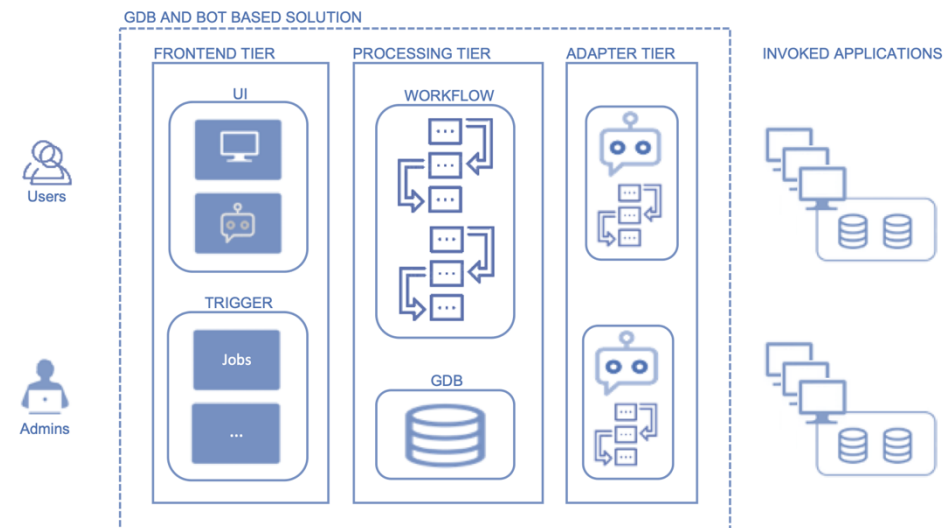 GDB AND BOT BASED SOLUTION
FRONTEND TIER
PROCESSING TIER
ADAPTER TIER
INVOKED APPLICATIONS
UI
WORKFLOW
Users
TRIGGER
Jobs
GDB
Admins
...